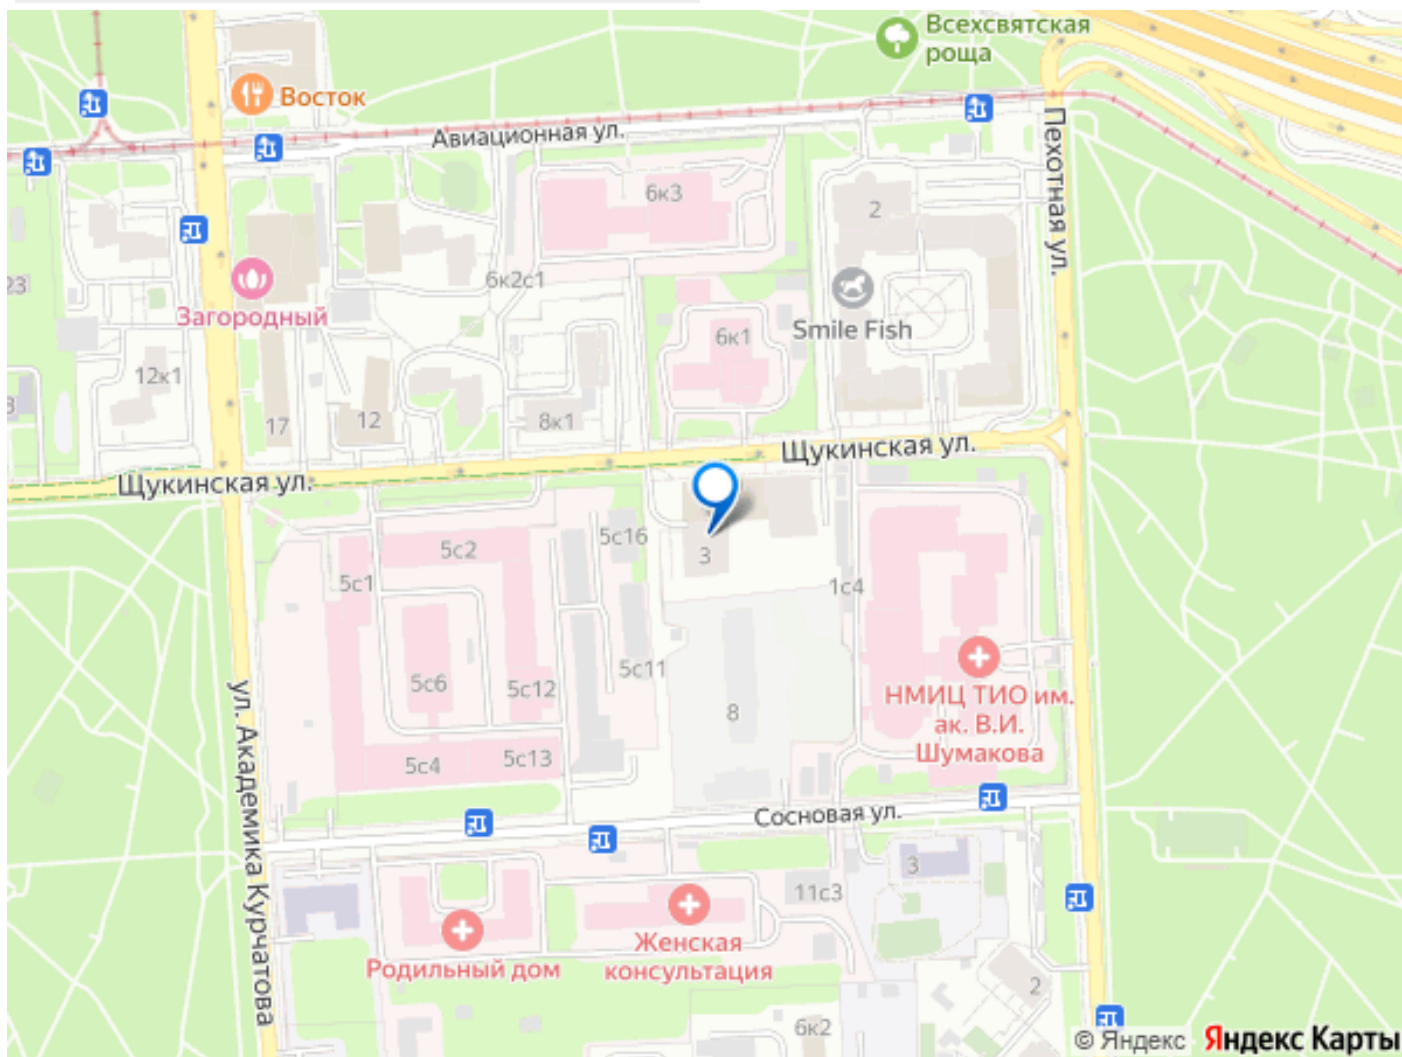 Всехсвятская
роща
Восток
Авиационная ул.
Пехотная ул.
6к3
2
23
6к2с1
Загородный
Smile Fish
6к1
12к1
17
12
8к1
Щукинская ул.
Щукинская ул.
5с16
5с2
3
5с1
1с4
5с11
5с6
5с12
НМИЦ ТИО им.
ак. В.И.
Шумакова
8
5с4
5с13
ул. Академика Курчатова
Сосновая ул.
3
11с3
Женская
консультация
Родильный дом
2
6к2
© Яндекс
Яндекс Карты